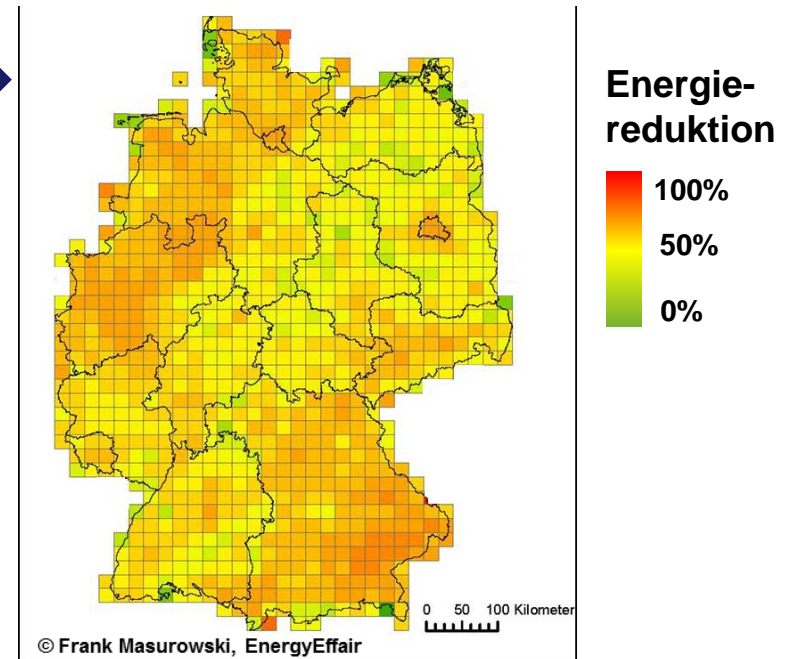 Energie-
reduktion
100%
50%
0%
0 50 100 Kilometer
© Frank Masurowski, EnergyEffair